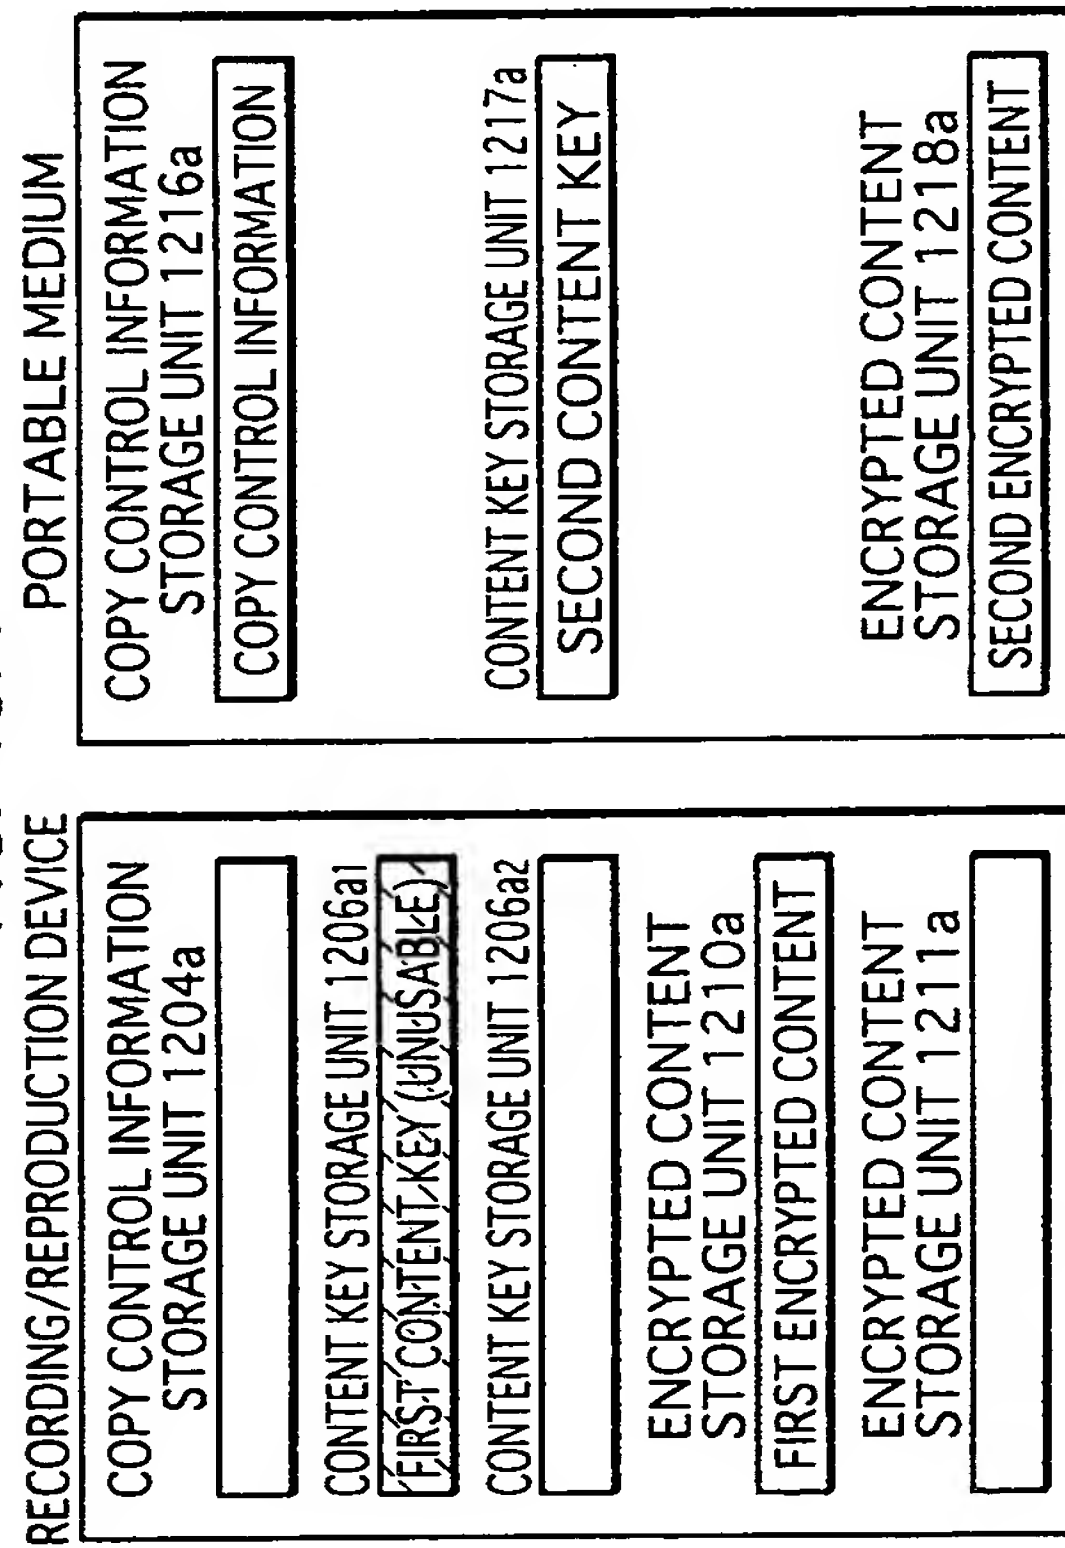 RECORDING/REPRODUCTION DEVICE
COPY CONTROL INFORMATION
STORAGE UNIT 1204a
CONTENT KEY STORAGE UNIT 1206a1
FIRST CONTENT KEY (UNUSABLE)
CONTENT KEY STORAGE UNIT 1206a2
ENCRYPTED CONTENT
STORAGE UNIT 1210a
FIRST ENCRYPTED CONTENT
ENCRYPTED CONTENT
STORAGE UNIT 1211a
PORTABLE MEDIUM
COPY CONTROL INFORMATION
STORAGE UNIT 1216a
COPY CONTROL INFORMATION
CONTENT KEY STORAGE UNIT 1217a
SECOND CONTENT KEY
ENCRYPTED CONTENT
STORAGE UNIT 1218a
SECOND ENCRYPTED CONTENT